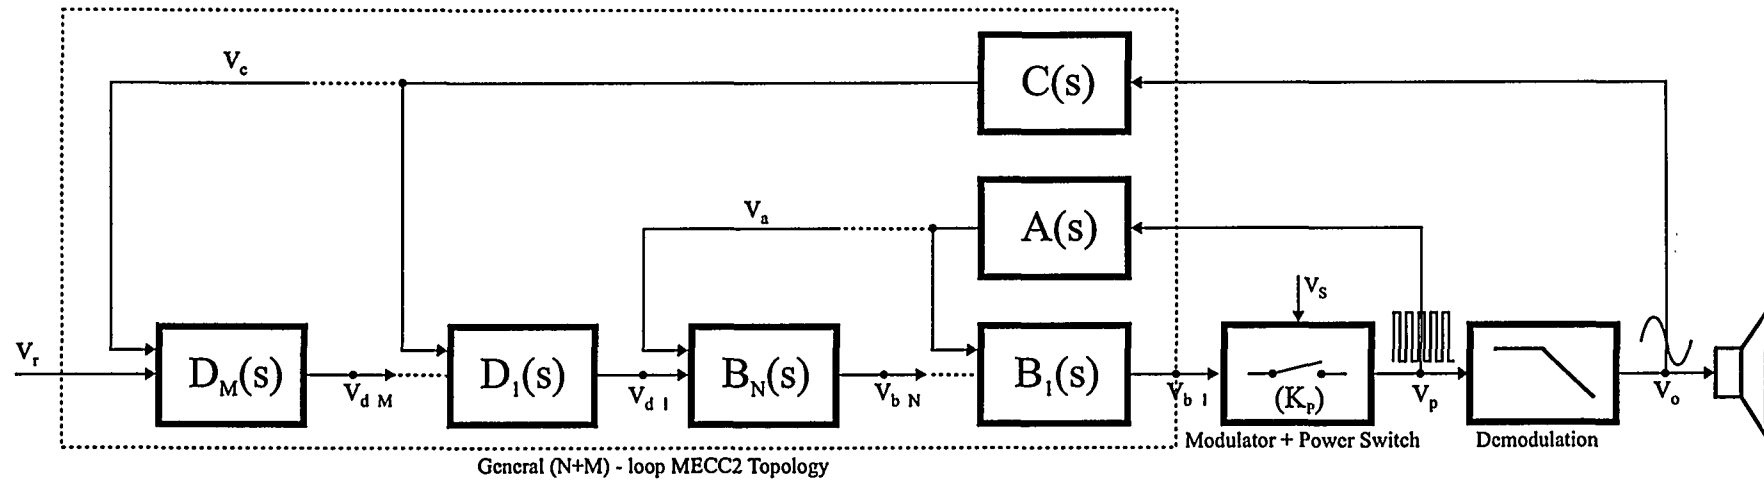 V_c
C(s)
V_a
A(s)
V_S
V_r
D_M(s)
D_1(s)
B_N(s)
B_1(s)
(K_P)
V_d M
V_d 1
V_b N
V_b 1
V_p
V_o
Modulator + Power Switch
Demodulation
General (N+M) - loop MECC2 Topology